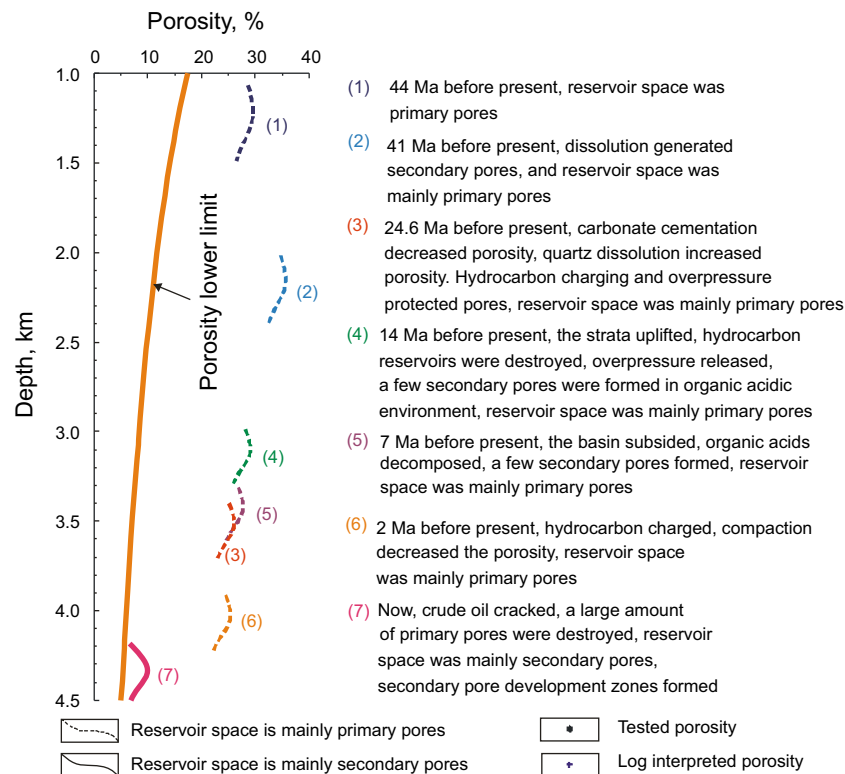 Porosity, %
0 10 20 30 40
1.0
1.5
2.0
2.5
3.0
3.5
4.0
4.5
Depth, km
Porosity lower limit
(1)
(2)
(4)
(5)
(3)
(6)
(7)
(1) 44 Ma before present, reservoir space was
primary pores
(2) 41 Ma before present, dissolution generated
secondary pores, and reservoir space was
mainly primary pores
(3) 24.6 Ma before present, carbonate cementation
decreased porosity, quartz dissolution increased
porosity. Hydrocarbon charging and overpressure
protected pores, reservoir space was mainly primary pores
(4) 14 Ma before present, the strata uplifted, hydrocarbon
reservoirs were destroyed, overpressure released,
a few secondary pores were formed in organic acidic
environment, reservoir space was mainly primary pores
(5) 7 Ma before present, the basin subsided, organic acids
decomposed, a few secondary pores formed, reservoir
space was mainly primary pores
(6) 2 Ma before present, hydrocarbon charged, compaction
decreased the porosity, reservoir space
was mainly primary pores
(7) Now, crude oil cracked, a large amount
of primary pores were destroyed, reservoir
space was mainly secondary pores,
secondary pore development zones formed
Reservoir space is mainly primary pores
Reservoir space is mainly secondary pores
Tested porosity
Log interpreted porosity